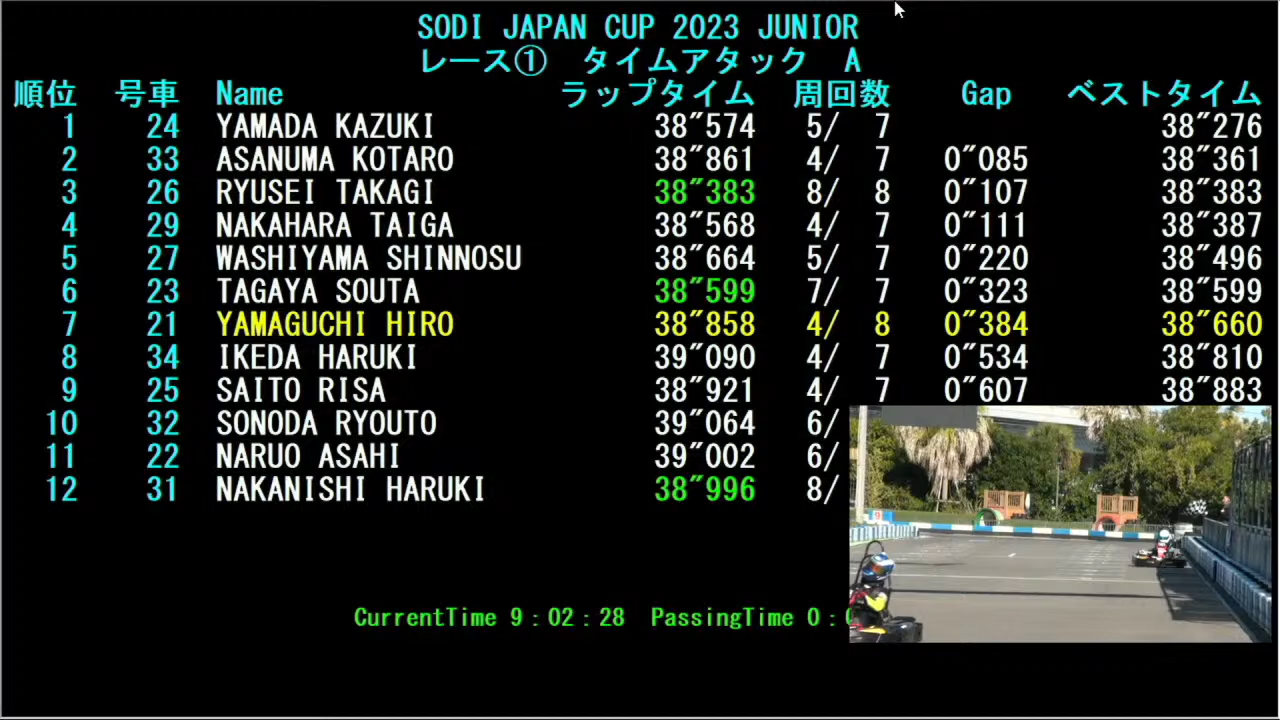 SODI JAPAN CUP 2023 JUNIOR
レース① タイムアタック A
順位 号車 Name ラップタイム 周回数 Gap ベストタイム
1 24 YAMADA KAZUKI 38"574 5/ 7 38"276
2 33 ASANUMA KOTARO 38"861 4/ 7 0"085 38"361
3 26 RYUSEI TAKAGI 38"383 8/ 8 0"107 38"383
4 29 NAKAHARA TAIGA 38"568 4/ 7 0"111 38"387
5 27 WASHIYAMA SHINNOSU 38"664 5/ 7 0"220 38"496
6 23 TAGAYA SOUTA 38"599 7/ 7 0"323 38"599
7 21 YAMAGUCHI HIRO 38"858 4/ 8 0"384 38"660
8 34 IKEDA HARUKI 39"090 4/ 7 0"534 38"810
9 25 SAITO RISA 38"921 4/ 7 0"607 38"883
10 32 SONODA RYOUTO 39"064 6/
11 22 NARUO ASAHI 39"002 6/
12 31 NAKANISHI HARUKI 38"996 8/
CurrentTime 9:02:28 PassingTime 0: